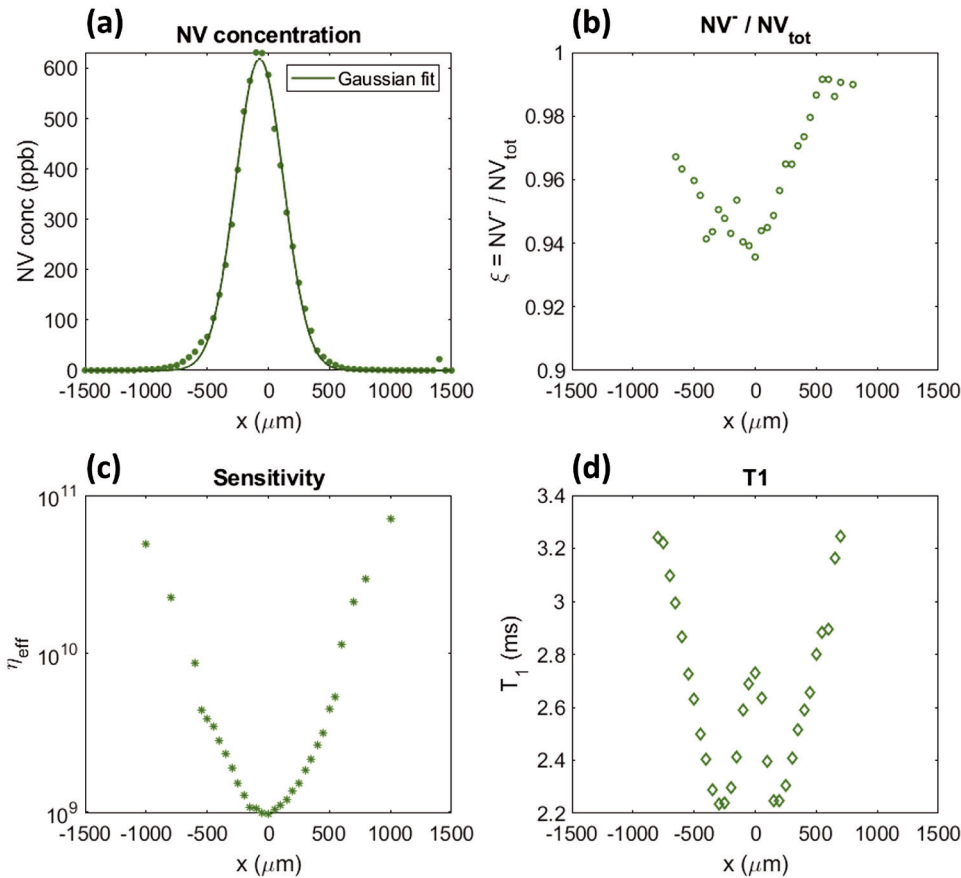 (a)
NV concentration
Gaussian fit
NV conc (ppb)
600
500
400
300
200
100
0
-1500 -1000 -500 0 500 1000 1500
x (μm)
(b)
NV⁻ / NVₜₒₜ
ξ = NV⁻ / NVₜₒₜ
1
0.98
0.96
0.94
0.92
0.9
-1500 -1000 -500 0 500 1000 1500
x (μm)
(c)
Sensitivity
η_eff
10¹¹
10¹⁰
10⁹
-1500 -1000 -500 0 500 1000 1500
x (μm)
(d)
T1
T₁ (ms)
3.4
3.2
3
2.8
2.6
2.4
2.2
-1500 -1000 -500 0 500 1000 1500
x (μm)